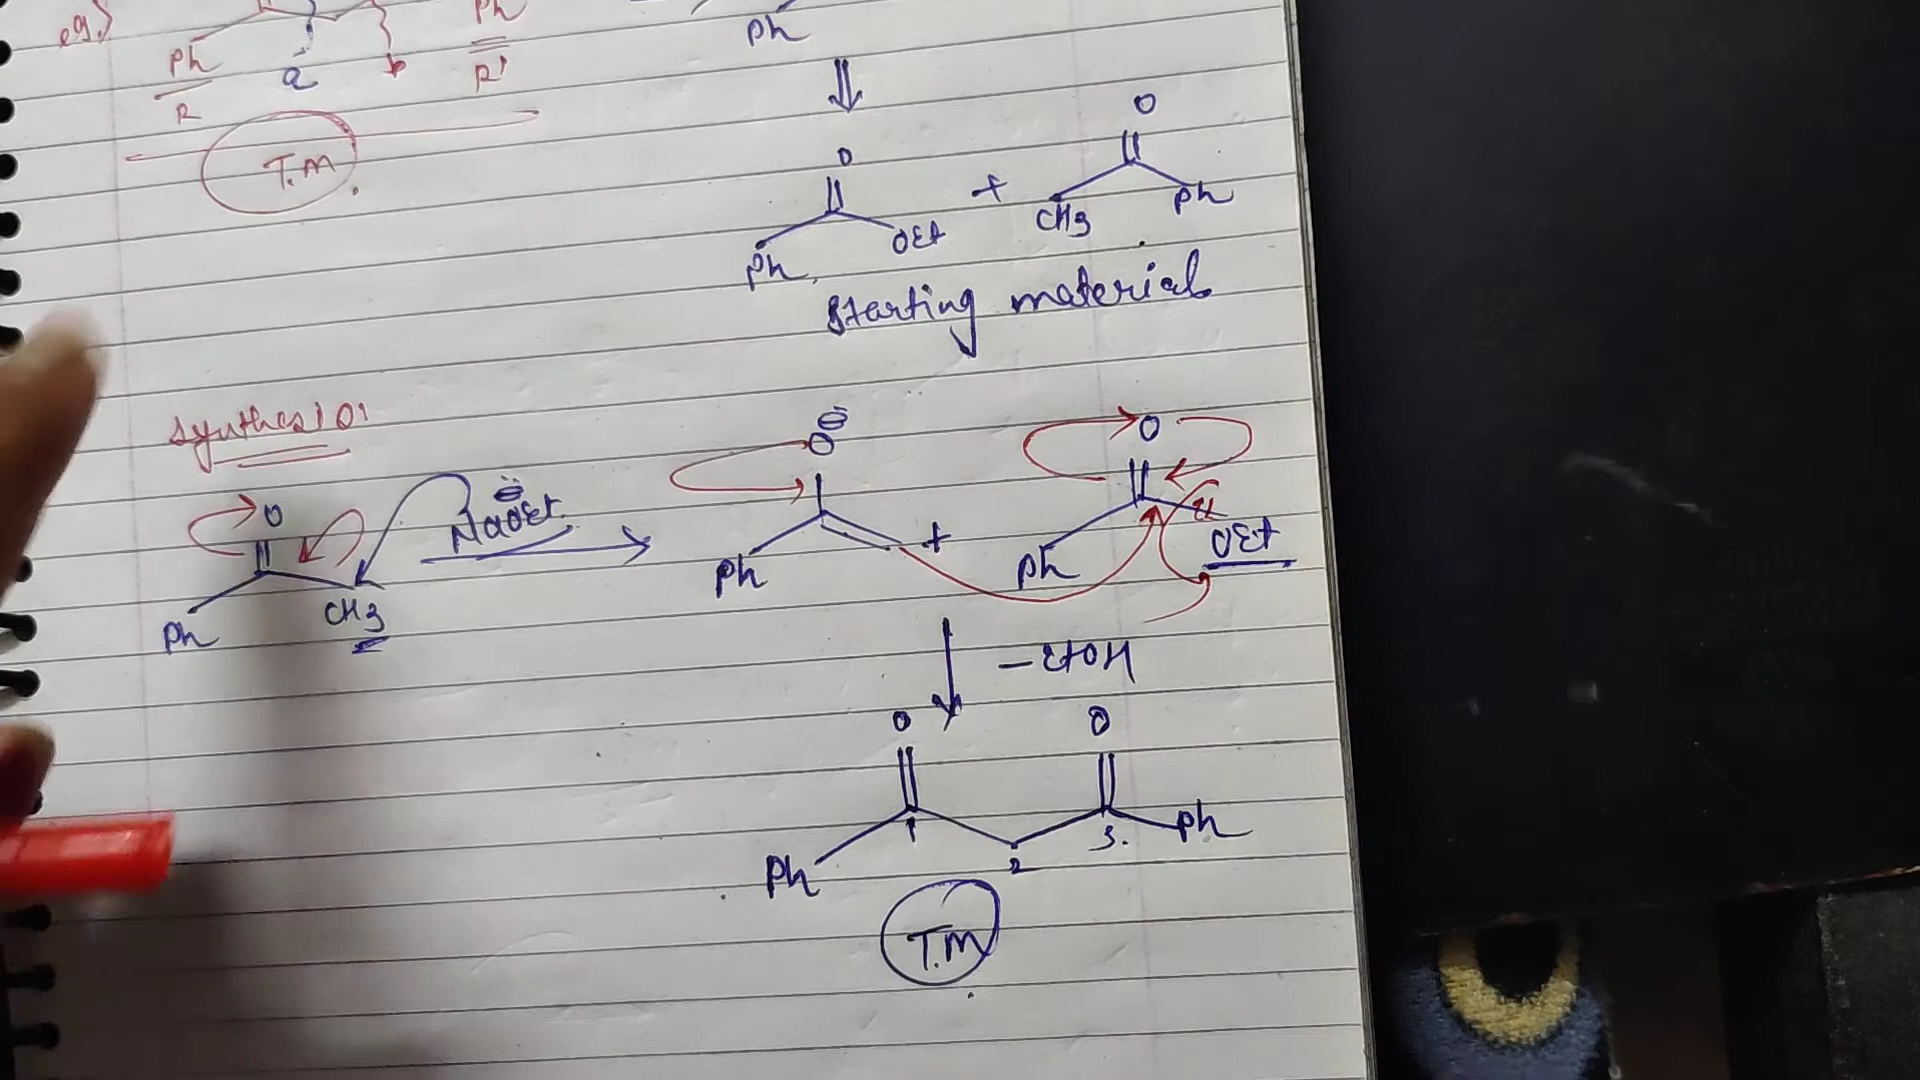 eg.)
Ph a b Ph
R R'
T.M
Ph
O O
Ph OEt + CH3 Ph
Starting material
Synthesis
O NaOEt O O
Ph CH3 Ph + Ph OEt
- EtOH
O O
Ph 1 2 3. Ph
T.M